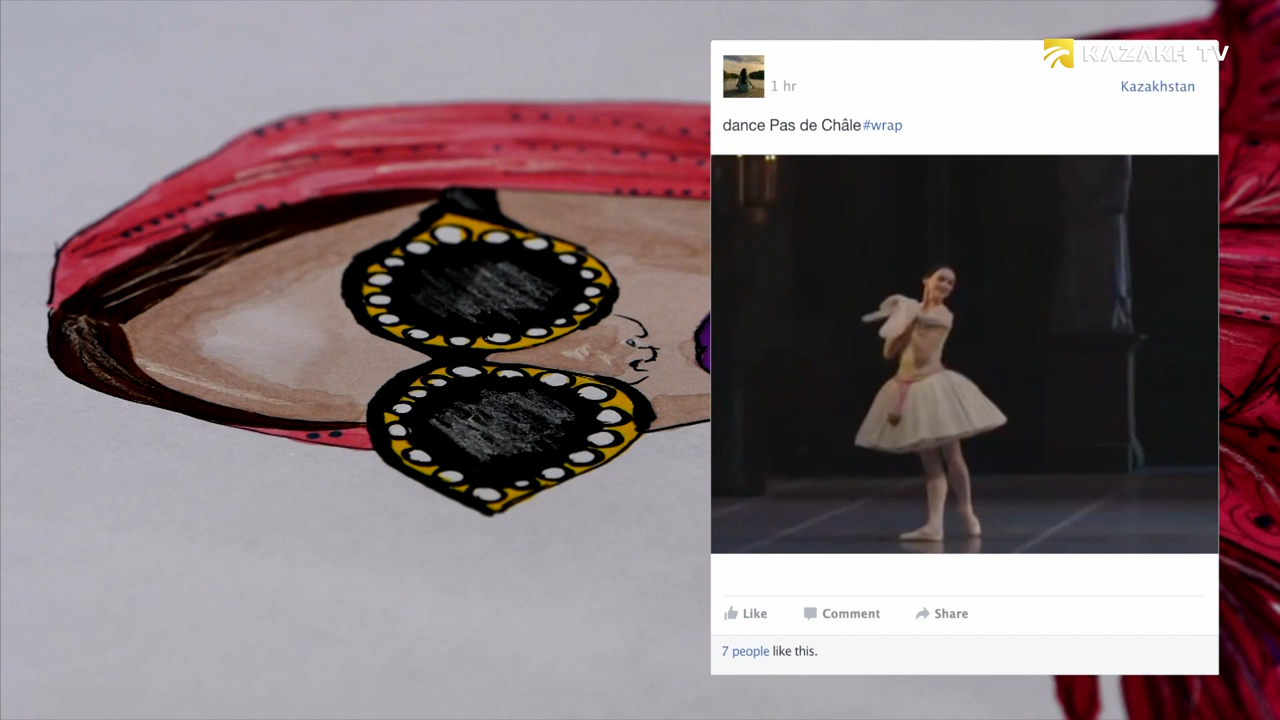 KAZAKH TV
1 hr
Kazakhstan
dance Pas de Châle#wrap
Like
Comment
Share
7 people like this.